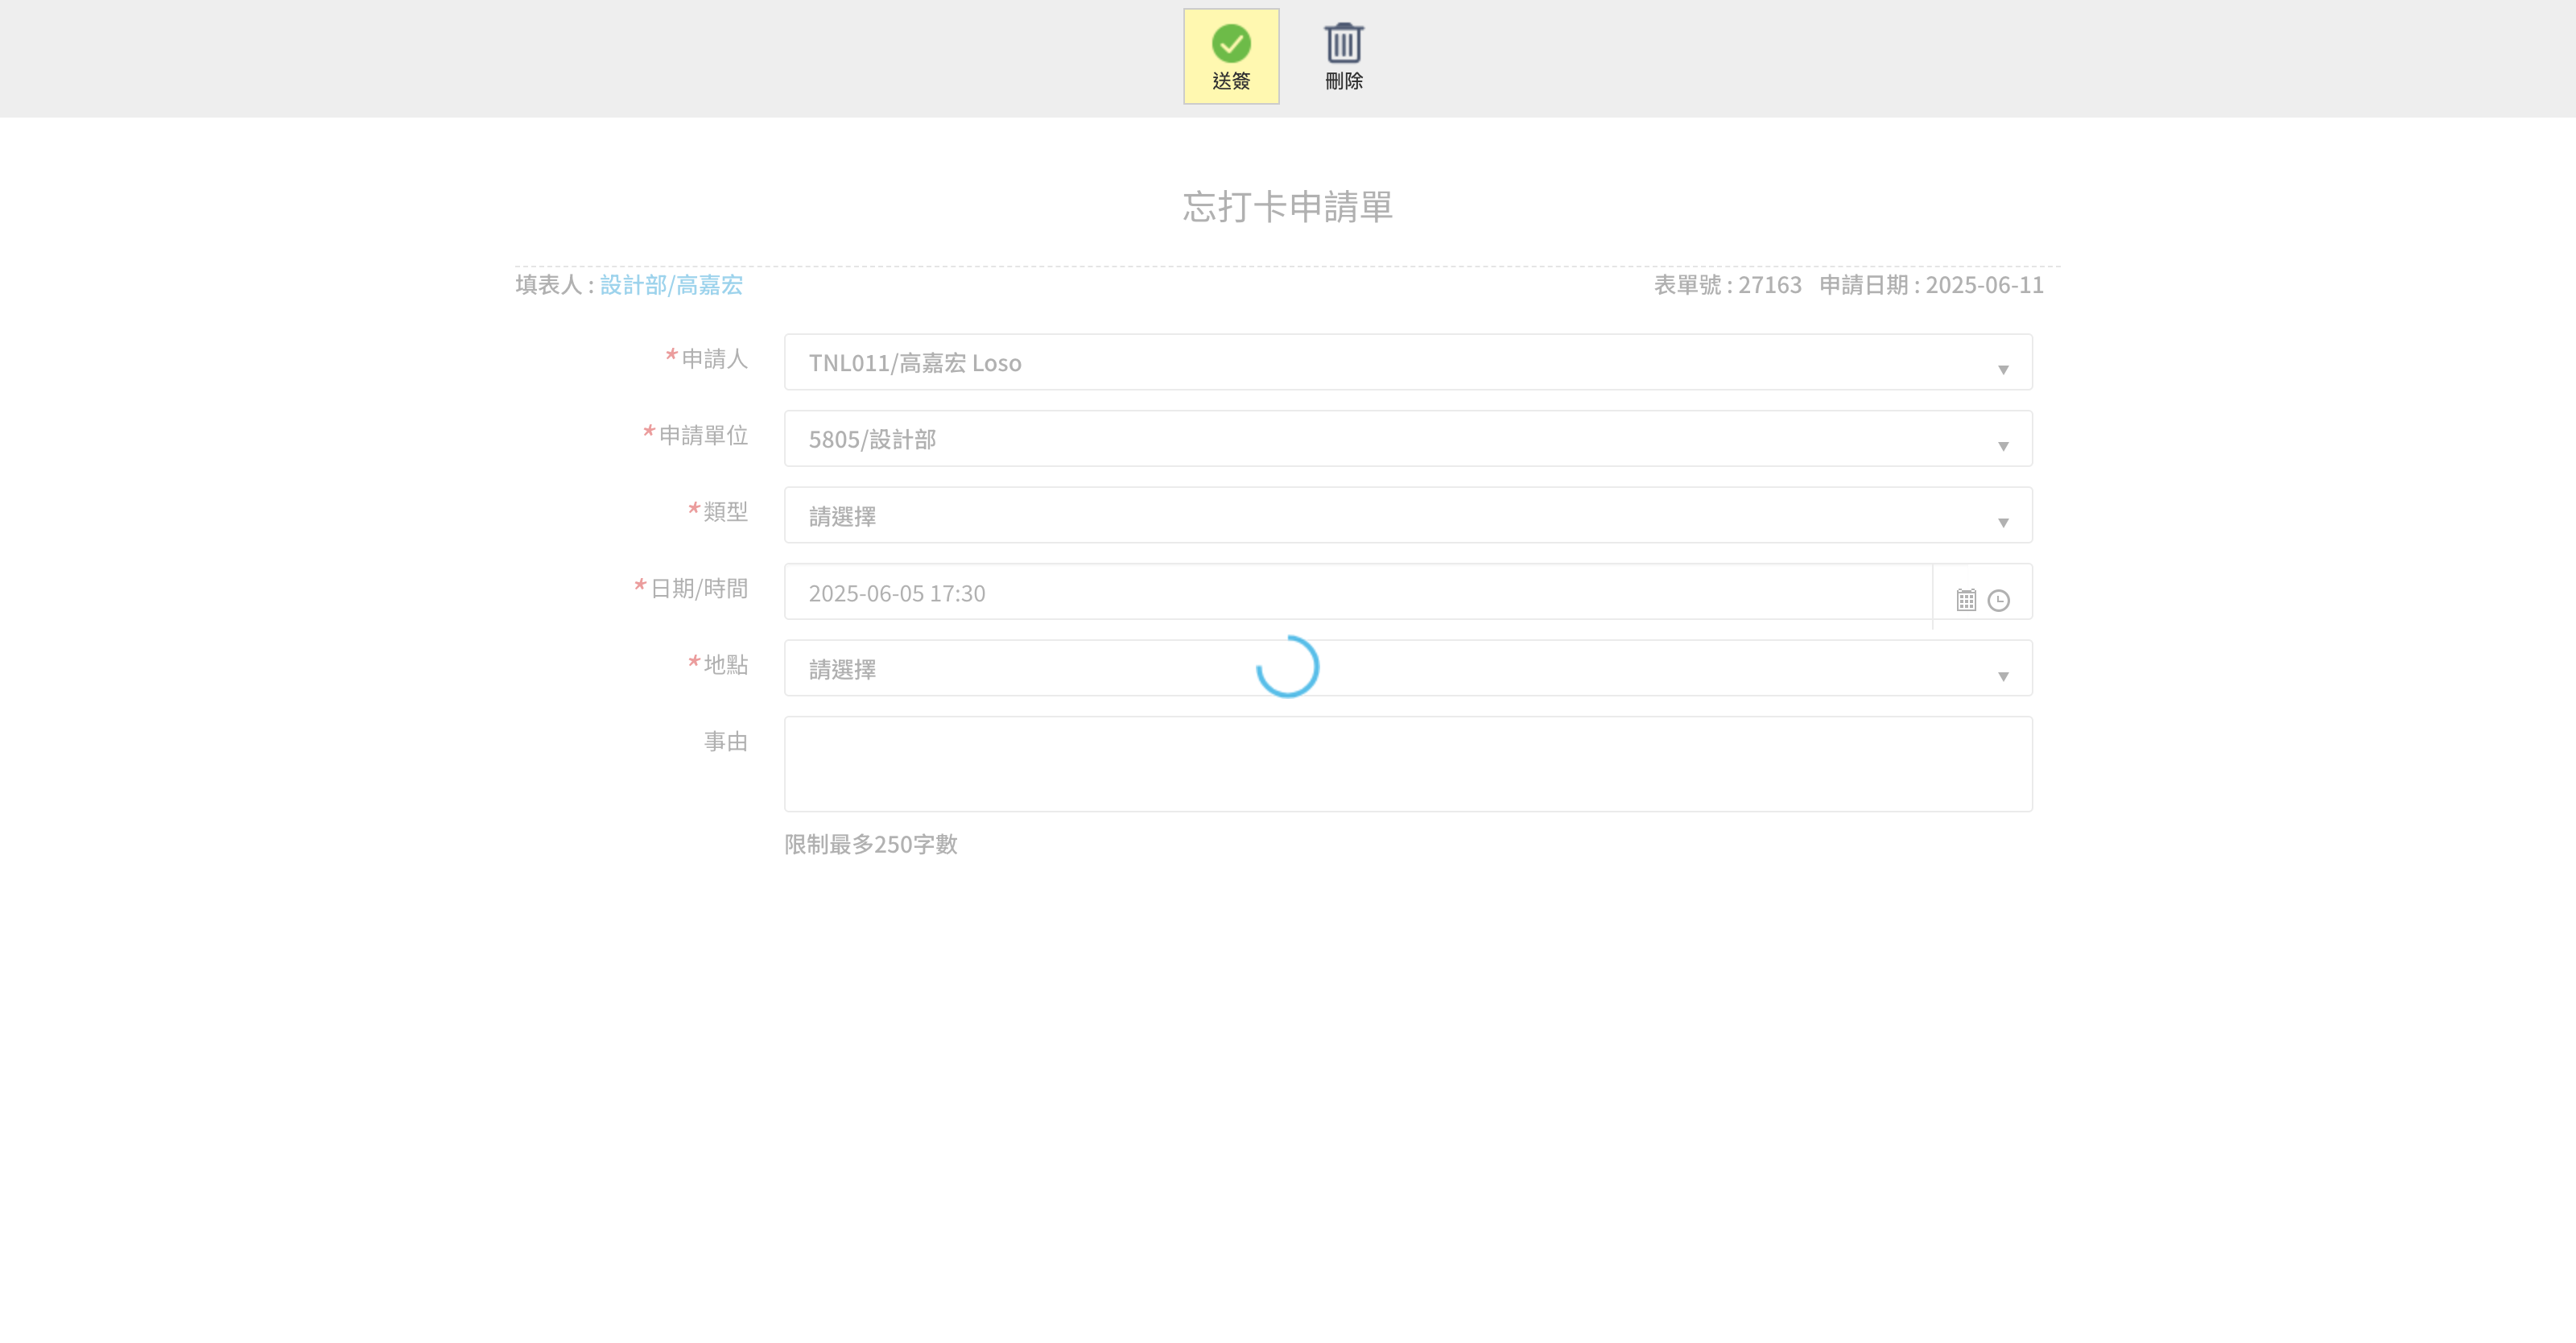 送簽 刪除
忘打卡申請單
填表人 : 設計部/高嘉宏 表單號 : 27163 申請日期 : 2025-06-11
*申請人 TNL011/高嘉宏 Loso
*申請單位 5805/設計部
*類型 請選擇
*日期/時間 2025-06-05 17:30
*地點 請選擇
事由
限制最多250字數